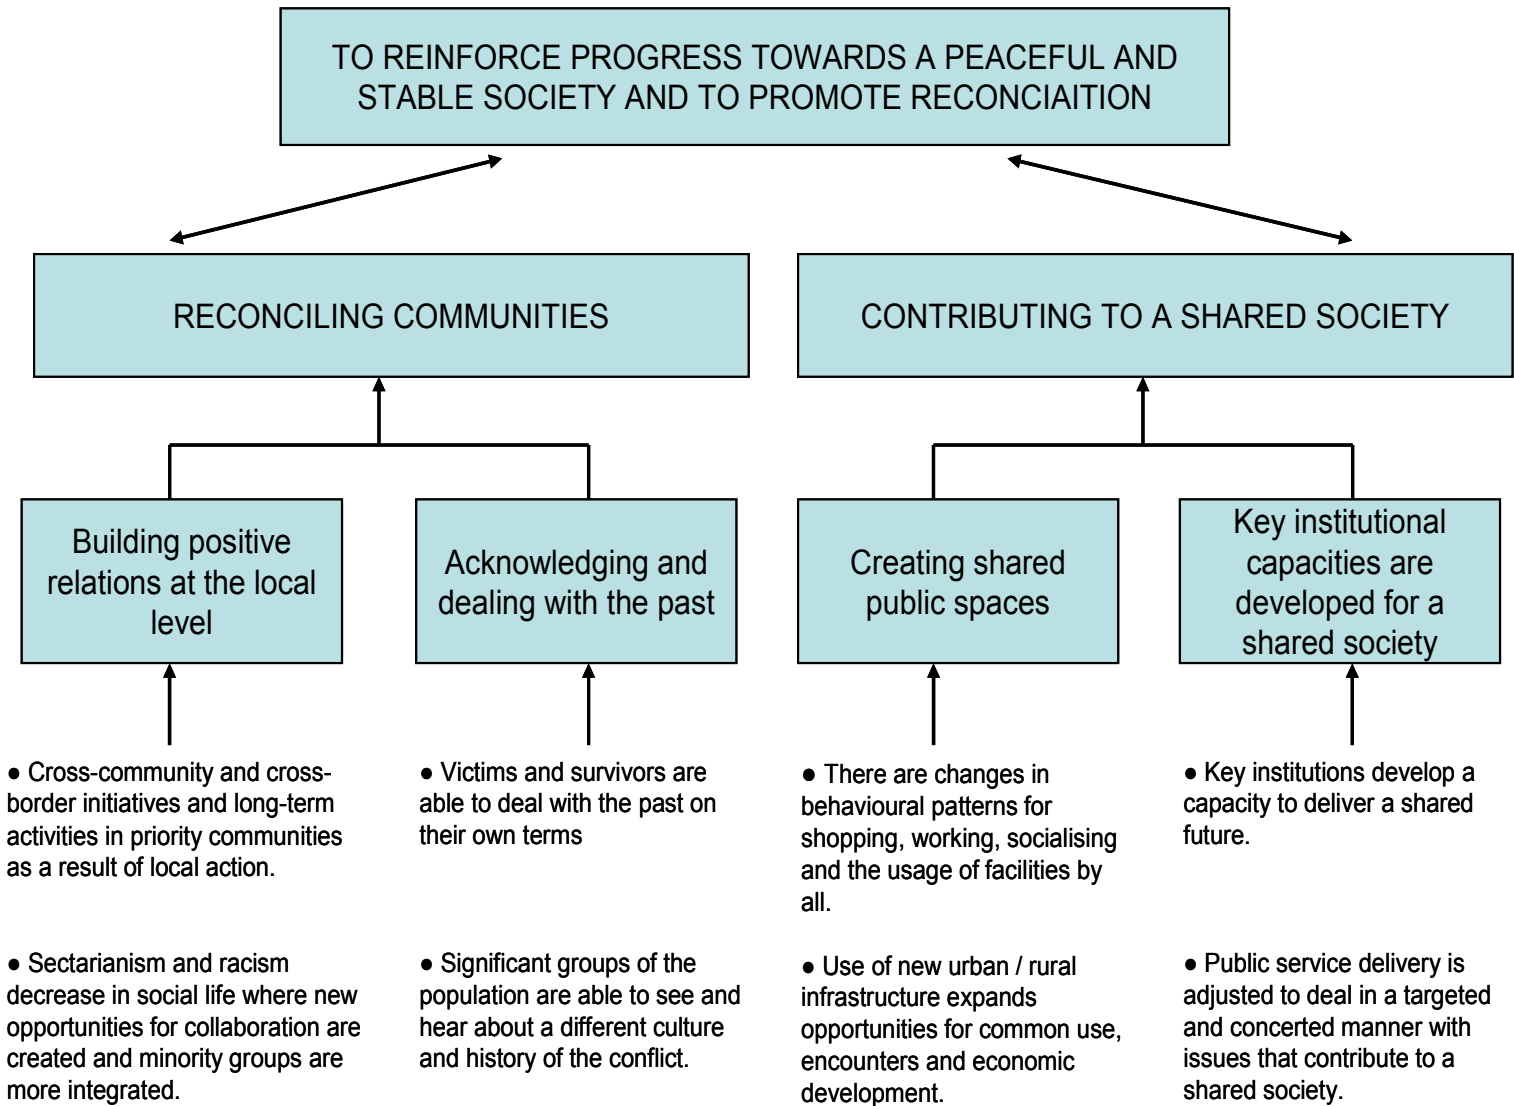 TO REINFORCE PROGRESS TOWARDS A PEACEFUL AND
STABLE SOCIETY AND TO PROMOTE RECONCIAITION
RECONCILING COMMUNITIES
CONTRIBUTING TO A SHARED SOCIETY
Building positive
relations at the local
level
Acknowledging and
dealing with the past
Creating shared
public spaces
Key institutional
capacities are
developed for a
shared society
● Cross-community and cross-
border initiatives and long-term
activities in priority communities
as a result of local action.
● Sectarianism and racism
decrease in social life where new
opportunities for collaboration are
created and minority groups are
more integrated.
● Victims and survivors are
able to deal with the past on
their own terms
● Significant groups of the
population are able to see and
hear about a different culture
and history of the conflict.
● There are changes in
behavioural patterns for
shopping, working, socialising
and the usage of facilities by
all.
● Use of new urban / rural
infrastructure expands
opportunities for common use,
encounters and economic
development.
● Key institutions develop a
capacity to deliver a shared
future.
● Public service delivery is
adjusted to deal in a targeted
and concerted manner with
issues that contribute to a
shared society.